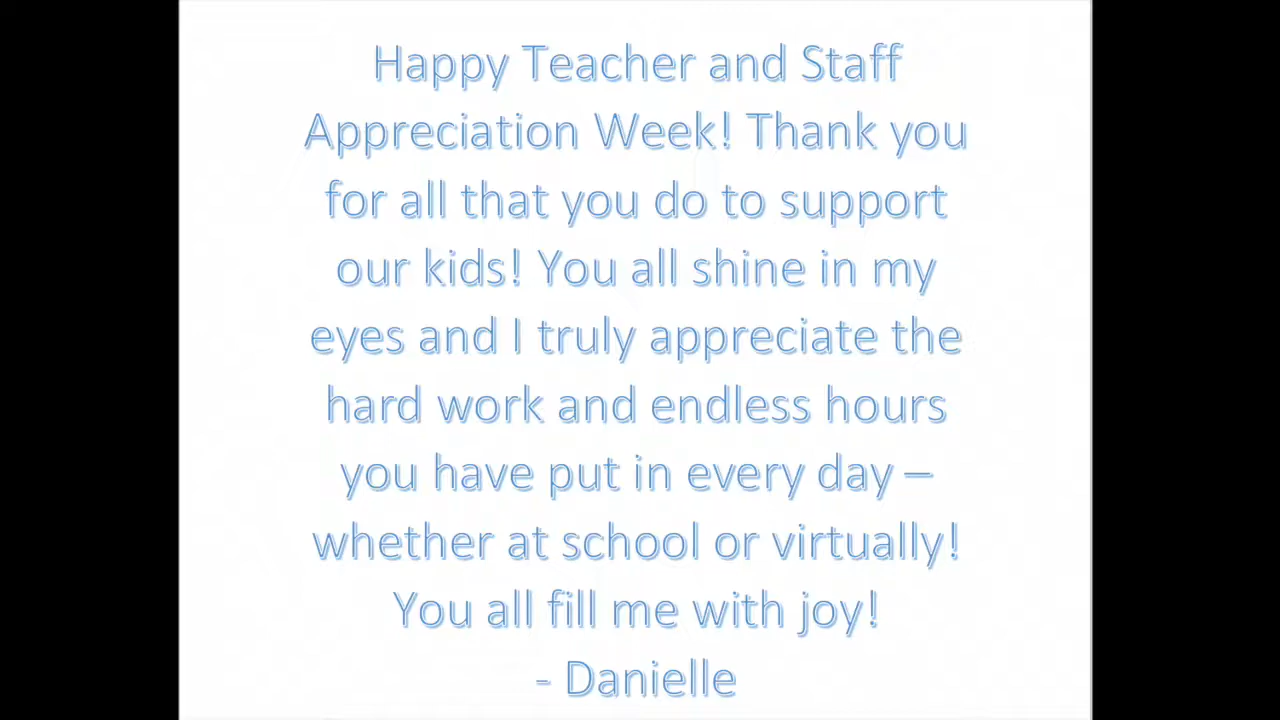 Happy Teacher and Staff
Appreciation Week! Thank you
for all that you do to support
our kids! You all shine in my
eyes and I truly appreciate the
hard work and endless hours
you have put in every day –
whether at school or virtually!
You all fill me with joy!
- Danielle